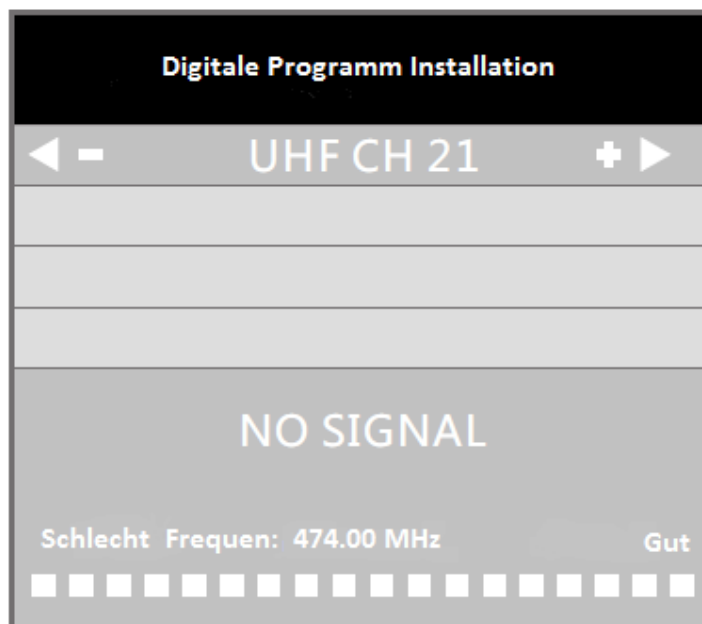 Digitale Programm Installation
UHF CH 21
NO SIGNAL
Schlecht Frequen: 474.00 MHz Gut